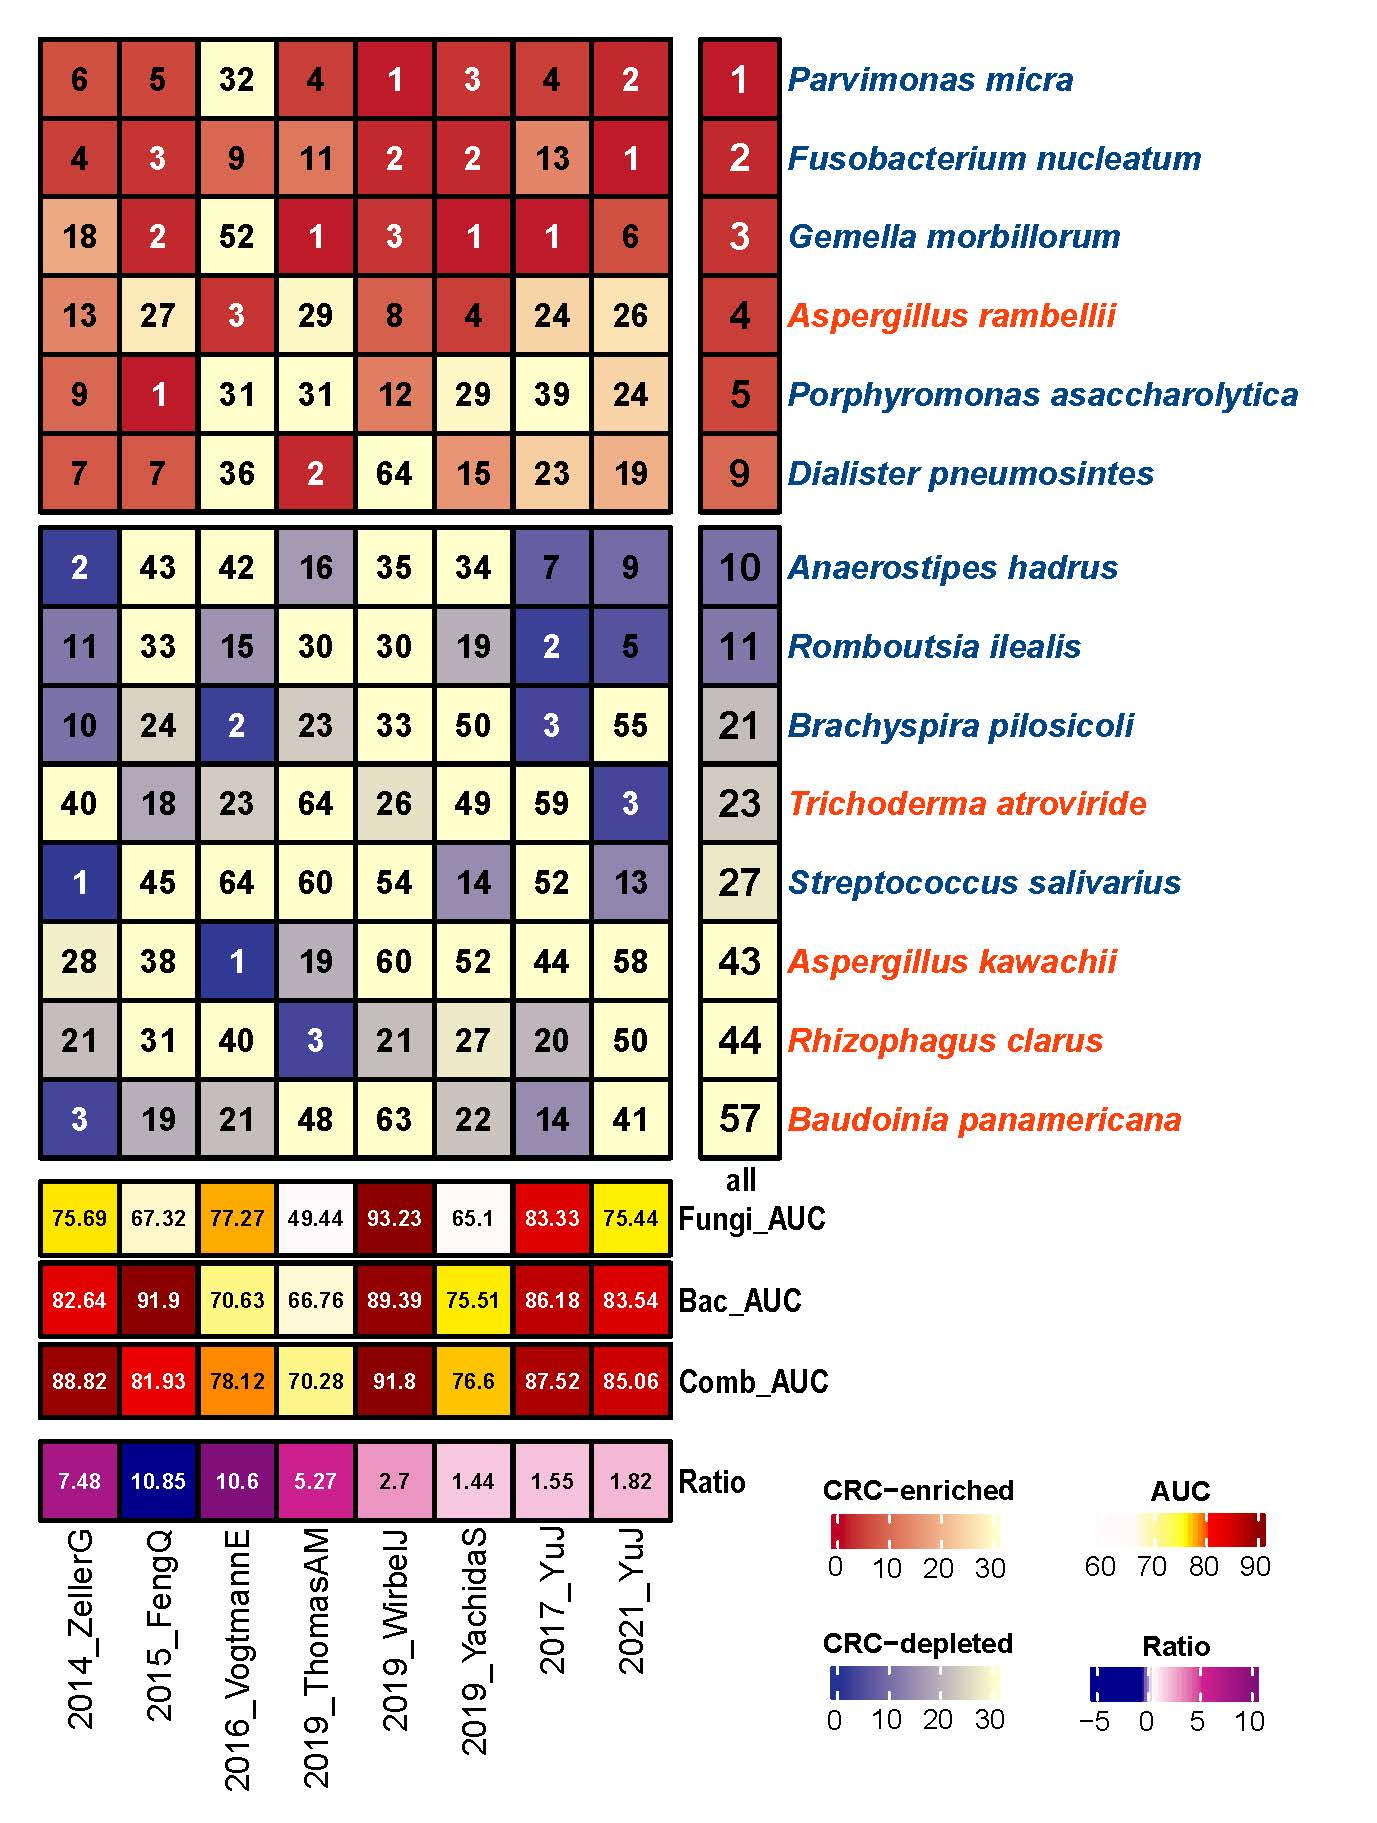 6 5 32 4 1 3 4 2 1 Parvimonas micra
4 3 9 11 2 2 13 1 2 Fusobacterium nucleatum
18 2 52 1 3 1 1 6 3 Gemella morbillorum
13 27 3 29 8 4 24 26 4 Aspergillus rambellii
9 1 31 31 12 29 39 24 5 Porphyromonas asaccharolytica
7 7 36 2 64 15 23 19 9 Dialister pneumosintes
2 43 42 16 35 34 7 9 10 Anaerostipes hadrus
11 33 15 30 30 19 2 5 11 Romboutsia ilealis
10 24 2 23 33 50 3 55 21 Brachyspira pilosicoli
40 18 23 64 26 49 59 3 23 Trichoderma atroviride
1 45 64 60 54 14 52 13 27 Streptococcus salivarius
28 38 1 19 60 52 44 58 43 Aspergillus kawachii
21 31 40 3 21 27 20 50 44 Rhizophagus clarus
3 19 21 48 63 22 14 41 57 Baudoinia panamericana
all
75.69 67.32 77.27 49.44 93.23 65.1 83.33 75.44 Fungi_AUC
82.64 91.9 70.63 66.76 89.39 75.51 86.18 83.54 Bac_AUC
88.82 81.93 78.12 70.28 91.8 76.6 87.52 85.06 Comb_AUC
7.48 10.85 10.6 5.27 2.7 1.44 1.55 1.82 Ratio
2014_ZellerG
2015_FengQ
2016_VogtmannE
2019_ThomasAM
2019_WirbelJ
2019_YachidaS
2017_YuJ
2021_YuJ
CRC−enriched
0 10 20 30
AUC
60 70 80 90
CRC−depleted
0 10 20 30
Ratio
−5 0 5 10